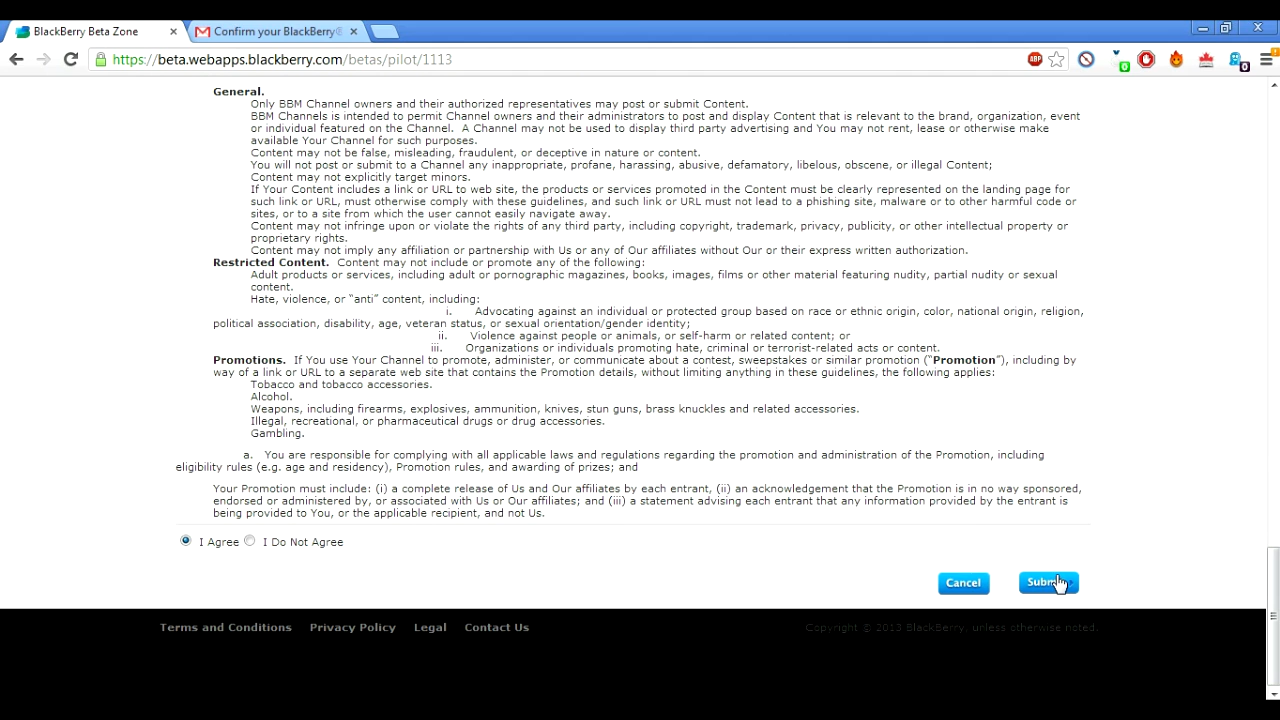 BlackBerry Beta Zone
Confirm your BlackBerry®
https://beta.webapps.blackberry.com/betas/pilot/1113
ABP
0
0
General.
Only BBM Channel owners and their authorized representatives may post or submit Content.
BBM Channels is intended to permit Channel owners and their administrators to post and display Content that is relevant to the brand, organization, event
or individual featured on the Channel. A Channel may not be used to display third party advertising and You may not rent, lease or otherwise make
available Your Channel for such purposes.
Content may not be false, misleading, fraudulent, or deceptive in nature or content.
You will not post or submit to a Channel any inappropriate, profane, harassing, abusive, defamatory, libelous, obscene, or illegal Content;
Content may not explicitly target minors.
If Your Content includes a link or URL to web site, the products or services promoted in the Content must be clearly represented on the landing page for
such link or URL, must otherwise comply with these guidelines, and such link or URL must not lead to a phishing site, malware or to other harmful code or
sites, or to a site from which the user cannot easily navigate away.
Content may not infringe upon or violate the rights of any third party, including copyright, trademark, privacy, publicity, or other intellectual property or
proprietary rights.
Content may not imply any affiliation or partnership with Us or any of Our affiliates without Our or their express written authorization.
Restricted Content. Content may not include or promote any of the following:
Adult products or services, including adult or pornographic magazines, books, images, films or other material featuring nudity, partial nudity or sexual
content.
Hate, violence, or “anti” content, including:
i. Advocating against an individual or protected group based on race or ethnic origin, color, national origin, religion,
political association, disability, age, veteran status, or sexual orientation/gender identity;
ii. Violence against people or animals, or self-harm or related content; or
iii. Organizations or individuals promoting hate, criminal or terrorist-related acts or content.
Promotions. If You use Your Channel to promote, administer, or communicate about a contest, sweepstakes or similar promotion (“Promotion”), including by
way of a link or URL to a separate web site that contains the Promotion details, without limiting anything in these guidelines, the following applies:
Tobacco and tobacco accessories.
Alcohol.
Weapons, including firearms, explosives, ammunition, knives, stun guns, brass knuckles and related accessories.
Illegal, recreational, or pharmaceutical drugs or drug accessories.
Gambling.
a. You are responsible for complying with all applicable laws and regulations regarding the promotion and administration of the Promotion, including
eligibility rules (e.g. age and residency), Promotion rules, and awarding of prizes; and
Your Promotion must include: (i) a complete release of Us and Our affiliates by each entrant, (ii) an acknowledgement that the Promotion is in no way sponsored,
endorsed or administered by, or associated with Us or Our affiliates; and (iii) a statement advising each entrant that any information provided by the entrant is
being provided to You, or the applicable recipient, and not Us.
I Agree I Do Not Agree
Cancel Submit
Terms and Conditions Privacy Policy Legal Contact Us
Copyright © 2013 BlackBerry, unless otherwise noted.